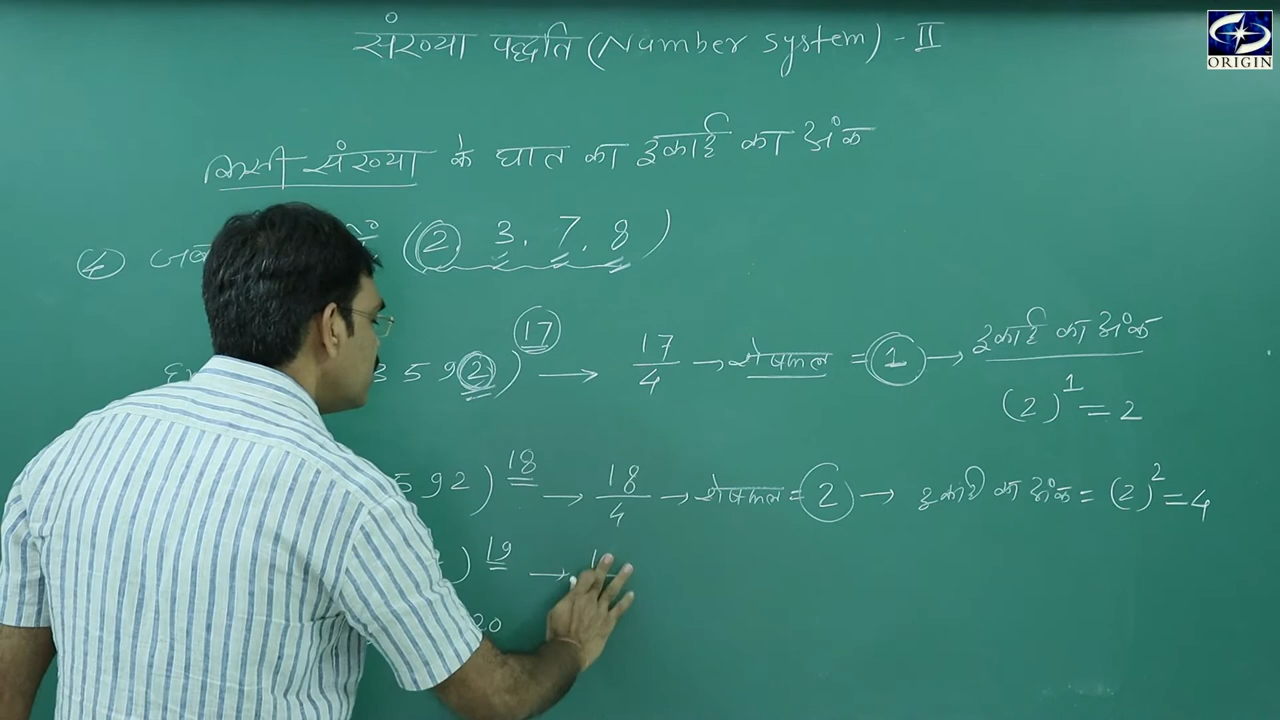 संख्या पद्धति (Number System) - II
ORIGIN
किसी संख्या के घात का इकाई का अंक
④ (2, 3, 7, 8)
3592)^17 → 17/4 → शेषफल = 1 → इकाई का अंक
(2)^1 = 2
592)^18 → 18/4 → शेषफल = 2 → इकाई का अंक = (2)^2 = 4
)^19 →
20